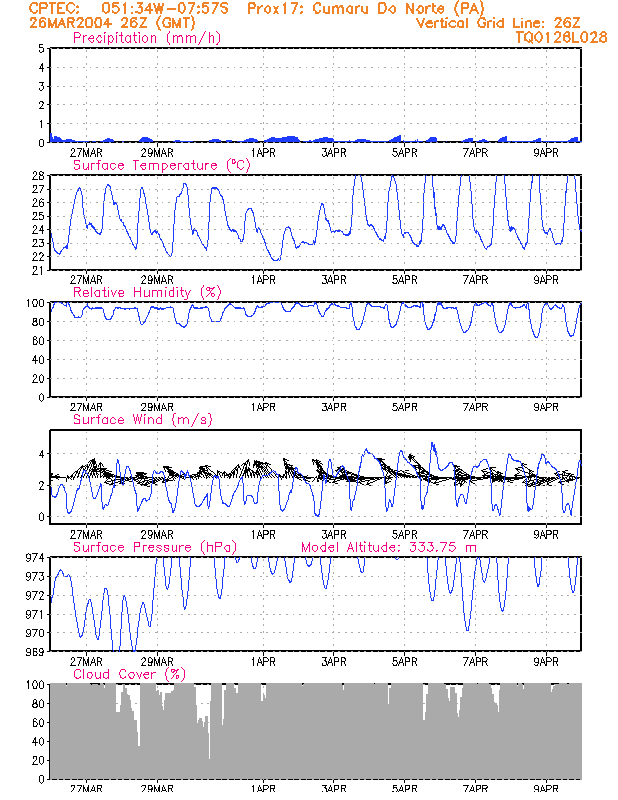 CPTEC: 051:34W-07:57S Prox17: Cumaru Do Norte (PA)
26MAR2004 26Z (GMT) Vertical Grid Line: 26Z
Precipitation (mm/h) TQ0126L028
5
4
3
2
1
0
27MAR 29MAR 1APR 3APR 5APR 7APR 9APR
Surface Temperature (°C)
28
27
26
25
24
23
22
21
27MAR 29MAR 1APR 3APR 5APR 7APR 9APR
Relative Humidity (%)
100
80
60
40
20
0
27MAR 29MAR 1APR 3APR 5APR 7APR 9APR
Surface Wind (m/s)
4
2
0
27MAR 29MAR 1APR 3APR 5APR 7APR 9APR
Surface Pressure (hPa) Model Altitude: 333.75 m
974
973
972
971
970
969
27MAR 29MAR 1APR 3APR 5APR 7APR 9APR
Cloud Cover (%)
100
80
60
40
20
0
27MAR 29MAR 1APR 3APR 5APR 7APR 9APR